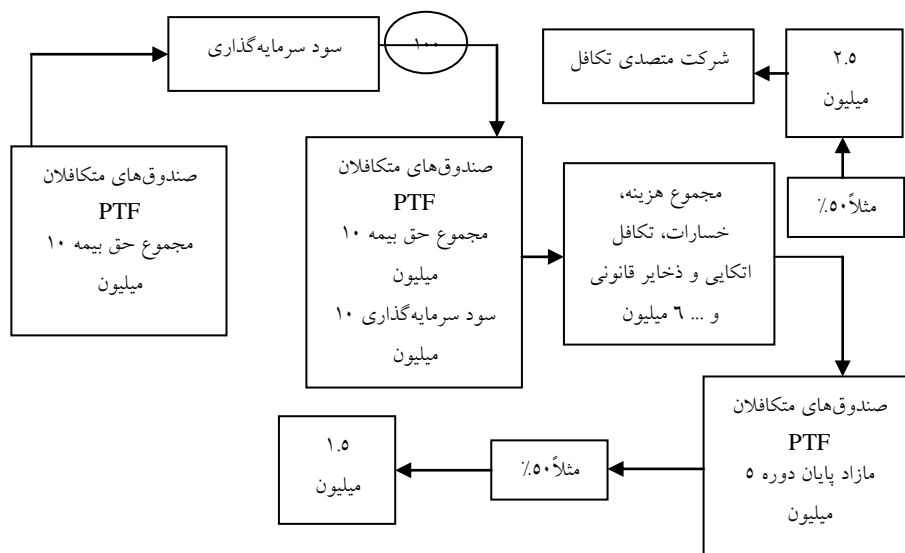 سود سرمایه‌گذاری
۱۰۰
شرکت متصدی تکافل
۲.۵
میلیون
صندوق‌های متکافلان
PTF
مجموع حق بیمه ۱۰
میلیون
صندوق‌های متکافلان
PTF
مجموع حق بیمه ۱۰
میلیون
سود سرمایه‌گذاری ۱۰
میلیون
مجموع هزینه،
خسارات، تکافل
اتکایی و ذخایر قانونی
و ... ۶ میلیون
مثلاً۵۰٪
صندوق‌های متکافلان
PTF
مازاد پایان دوره ۵
میلیون
مثلاً۵۰٪
۱.۵
میلیون